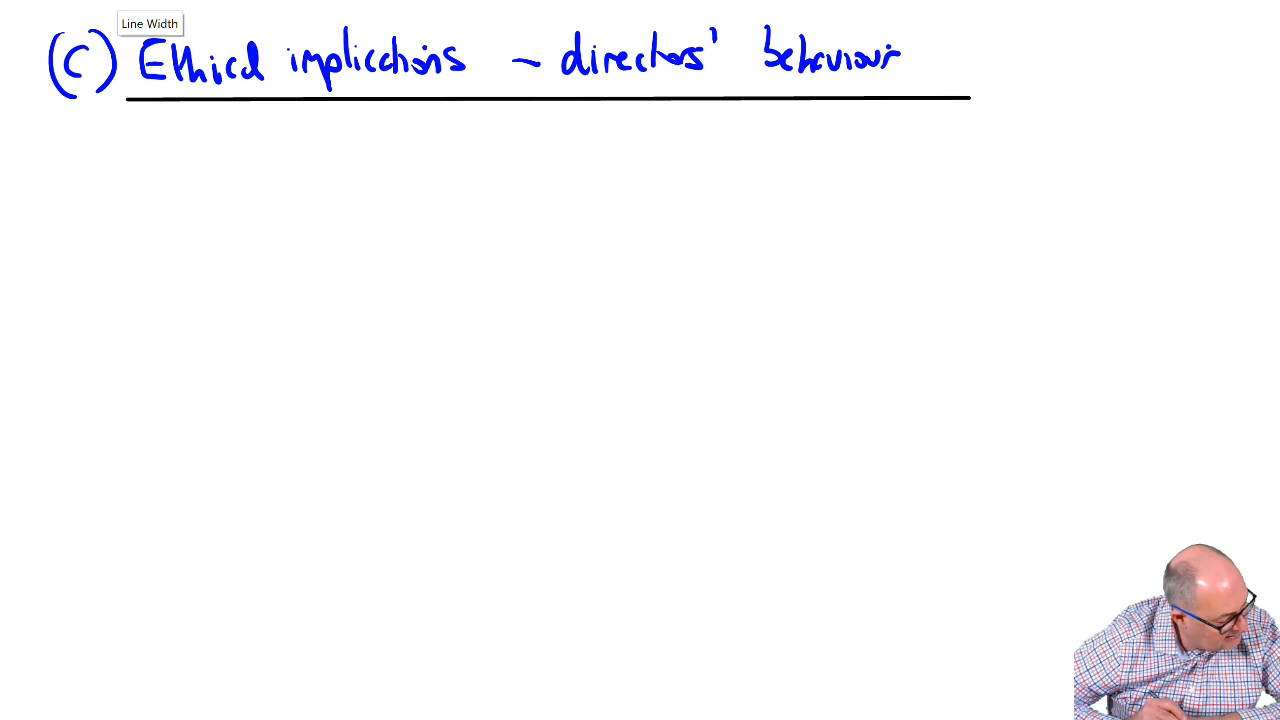 Line Width
(C) Ethical implications - directors' behaviour